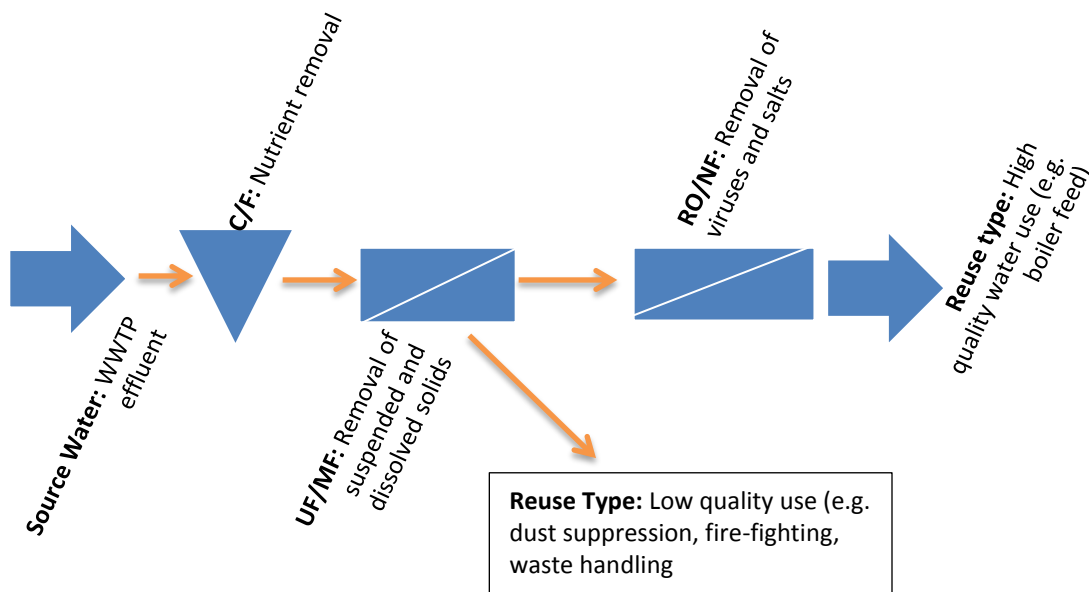 Source Water: WWTP
effluent
C/F: Nutrient removal
UF/MF: Removal of
suspended and
dissolved solids
RO/NF: Removal of
viruses and salts
Reuse type: High
quality water use (e.g.
boiler feed)
Reuse Type: Low quality use (e.g.
dust suppression, fire-fighting,
waste handling